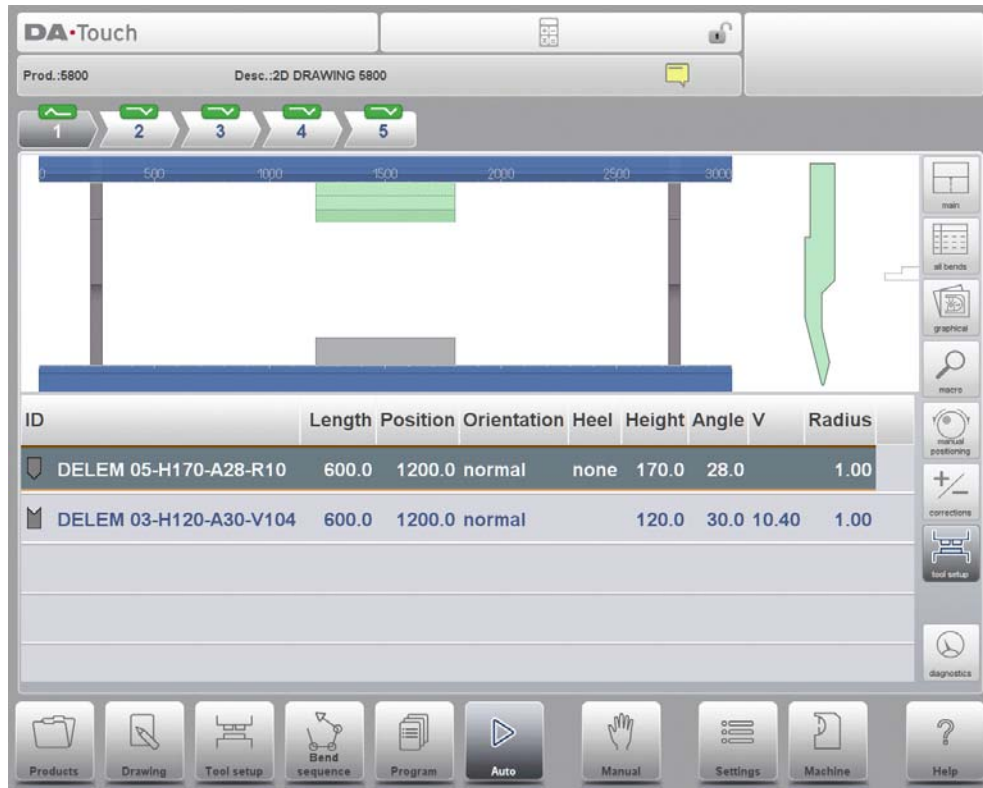 DA·Touch
Prod.:5800 Desc.:2D DRAWING 5800
1 2 3 4 5
0 500 1000 1500 2000 2500 3000
main
all bends
graphical
macro
manual positioning
corrections
tool setup
diagnostics
ID Length Position Orientation Heel Height Angle V Radius
DELEM 05-H170-A28-R10 600.0 1200.0 normal none 170.0 28.0 1.00
DELEM 03-H120-A30-V104 600.0 1200.0 normal 120.0 30.0 10.40 1.00
Products Drawing Tool setup Bend sequence Program Auto Manual Settings Machine Help